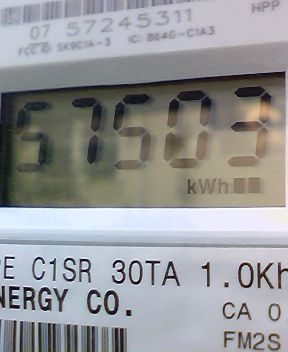 HPP
07 57245311
FCC ID SK9C1A-3 IC: 864G-C1A3
57503
kWh
PE C1SR 30TA 1.0Kh
NERGY CO.
CA 0
FM2S